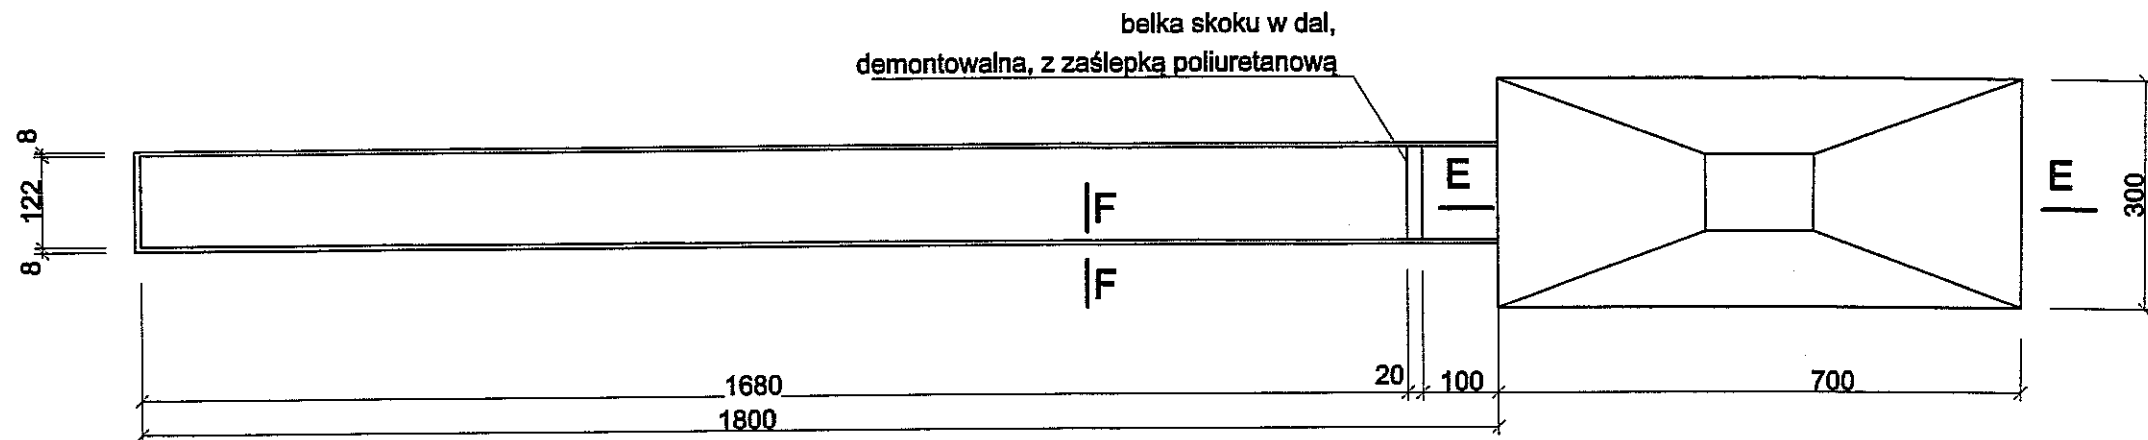 belka skoku w dal,
demontowalna, z zaślepką poliuretanową
8
122
8
F
F
E
E
300
1680
20
100
700
1800